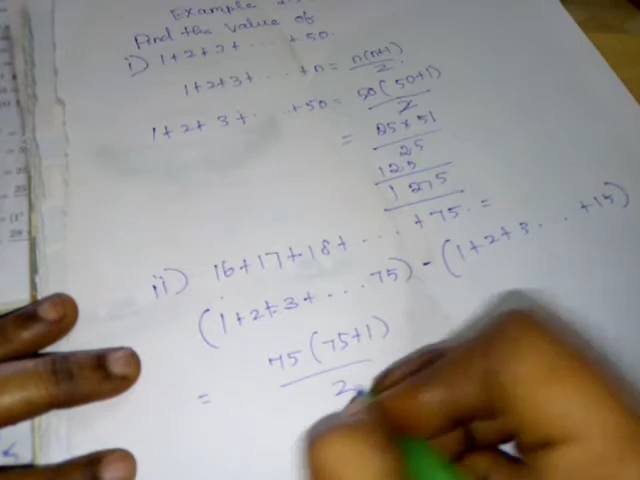 Example
Find the value of
i) 1+2+3+ ..... +50.
1+2+3+ ... +n = n(n+1)/2.
1+2+3+ ... +50 = 50(50+1)/2
= 25×51
25
125
1275
ii) 16+17+18+ .... +75. =
(1+2+3+ ... 75) - (1+2+3 ... +15)
= 75(75+1)/2